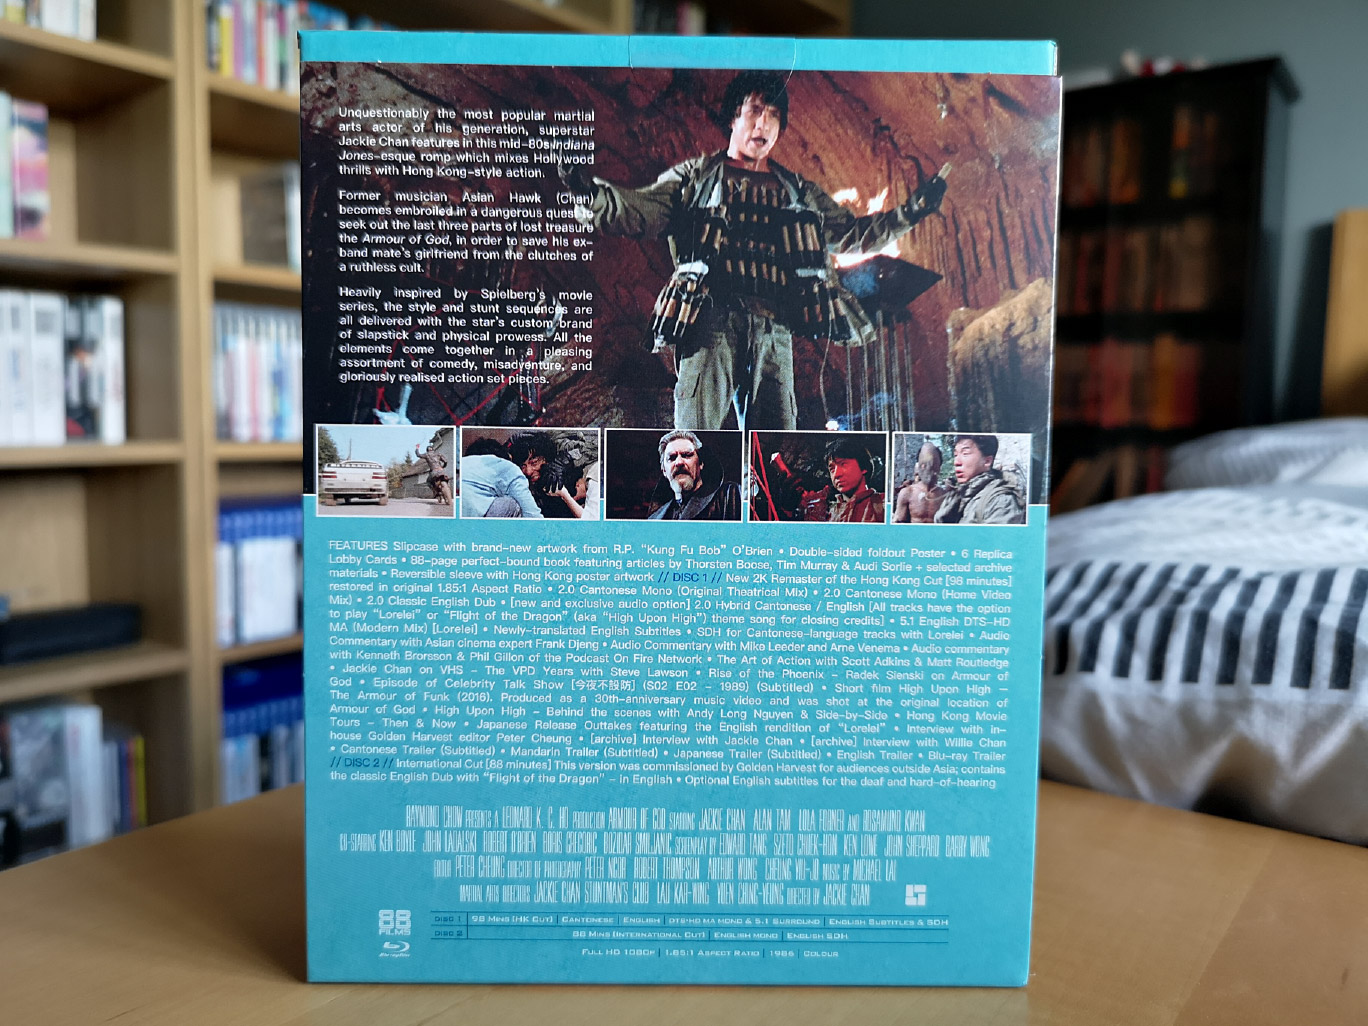 Unquestionably the most popular martial
arts actor of his generation, superstar
Jackie Chan features in this mid-80s Indiana
Jones-esque romp which mixes Hollywood
thrills with Hong Kong-style action.
Former musician Asian Hawk (Chan)
becomes embroiled in a dangerous quest to
seek out the last three parts of lost treasure
the Armour of God, in order to save his ex-
band mate's girlfriend from the clutches of
a ruthless cult.
Heavily inspired by Spielberg's movie
series, the style and stunt sequences are
all delivered with the star's custom brand
of slapstick and physical prowess. All the
elements come together in a pleasing
assortment of comedy, misadventure, and
gloriously realised action set pieces.
FEATURES Slipcase with brand-new artwork from R.P. “Kung Fu Bob” O'Brien • Double-sided foldout Poster • 6 Replica
Lobby Cards • 88-page perfect-bound book featuring articles by Thorsten Boose, Tim Murray & Audi Sorlie + selected archive
materials • Reversible sleeve with Hong Kong poster artwork // DISC 1 // New 2K Remaster of the Hong Kong Cut [98 minutes]
restored in original 1.85:1 Aspect Ratio • 2.0 Cantonese Mono (Original Theatrical Mix) • 2.0 Cantonese Mono (Home Video
Mix) • 2.0 Classic English Dub • [new and exclusive audio option] 2.0 Hybrid Cantonese / English [All tracks have the option
to play “Lorelei” or “Flight of the Dragon” (aka “High Upon High”) theme song for closing credits] • 5.1 English DTS-HD
MA (Modern Mix) [Lorelei] • Newly-translated English Subtitles • SDH for Cantonese-language tracks with Lorelei • Audio
Commentary with Asian cinema expert Frank Djeng • Audio Commentary with Mike Leeder and Arne Venema • Audio commentary
with Kenneth Brorsson & Phil Gillon of the Podcast On Fire Network • The Art of Action with Scott Adkins & Matt Routledge
• Jackie Chan on VHS – The VPD Years with Steve Lawson • Rise of the Phoenix – Radek Sienski on Armour of
God • Episode of Celebrity Talk Show [今夜不設防] (S02 E02 – 1989) (Subtitled) • Short film High Upon High –
The Armour of Funk (2016). Produced as a 30th-anniversary music video and was shot at the original location of
Armour of God • High Upon High – Behind the scenes with Andy Long Nguyen & Side-by-Side • Hong Kong Movie
Tours – Then & Now • Japanese Release Outtakes featuring the English rendition of “Lorelei” • Interview with in-
house Golden Harvest editor Peter Cheung • [archive] Interview with Jackie Chan • [archive] Interview with Willie Chan
• Cantonese Trailer (Subtitled) • Mandarin Trailer (Subtitled) • Japanese Trailer (Subtitled) • English Trailer • Blu-ray Trailer
// DISC 2 // International Cut [88 minutes] This version was commissioned by Golden Harvest for audiences outside Asia; contains
the classic English Dub with “Flight of the Dragon” – in English • Optional English subtitles for the deaf and hard-of-hearing
RAYMOND CHOW PRESENTS A LEONARD K. C. HO PRODUCTION ARMOUR OF GOD STARRING JACKIE CHAN ALAN TAM LOLA FORNER AND ROSAMUND KWAN
CO-STARRING KEN BOYLE JOHN LADALSKI ROBERT O'BRIEN BORIS GREGORIC BOZIDAR SMILJANIC SCREENPLAY BY EDWARD TANG SZETO CHUEK-HON KEN LOWE JOHN SHEPPARD BARRY WONG
EDITOR PETER CHEUNG DIRECTOR OF PHOTOGRAPHY PETER NGOR ROBERT THOMPSON ARTHUR WONG CHEUNG YIU-JO MUSIC BY MICHAEL LAI
MARTIAL ARTS DIRECTORS JACKIE CHAN STUNTMAN'S CLUB LAU KAR-WING YUEN CHING-YEUNG DIRECTED BY JACKIE CHAN
88
FILMS
Blu-ray Disc
DISC 1 98 MINS (HK CUT) CANTONESE ENGLISH DTS-HD MA MONO & 5.1 SURROUND ENGLISH SUBTITLES & SDH
DISC 2 88 MINS (INTERNATIONAL CUT) ENGLISH MONO ENGLISH SDH
FULL HD 1080P 1.85:1 ASPECT RATIO 1986 COLOUR